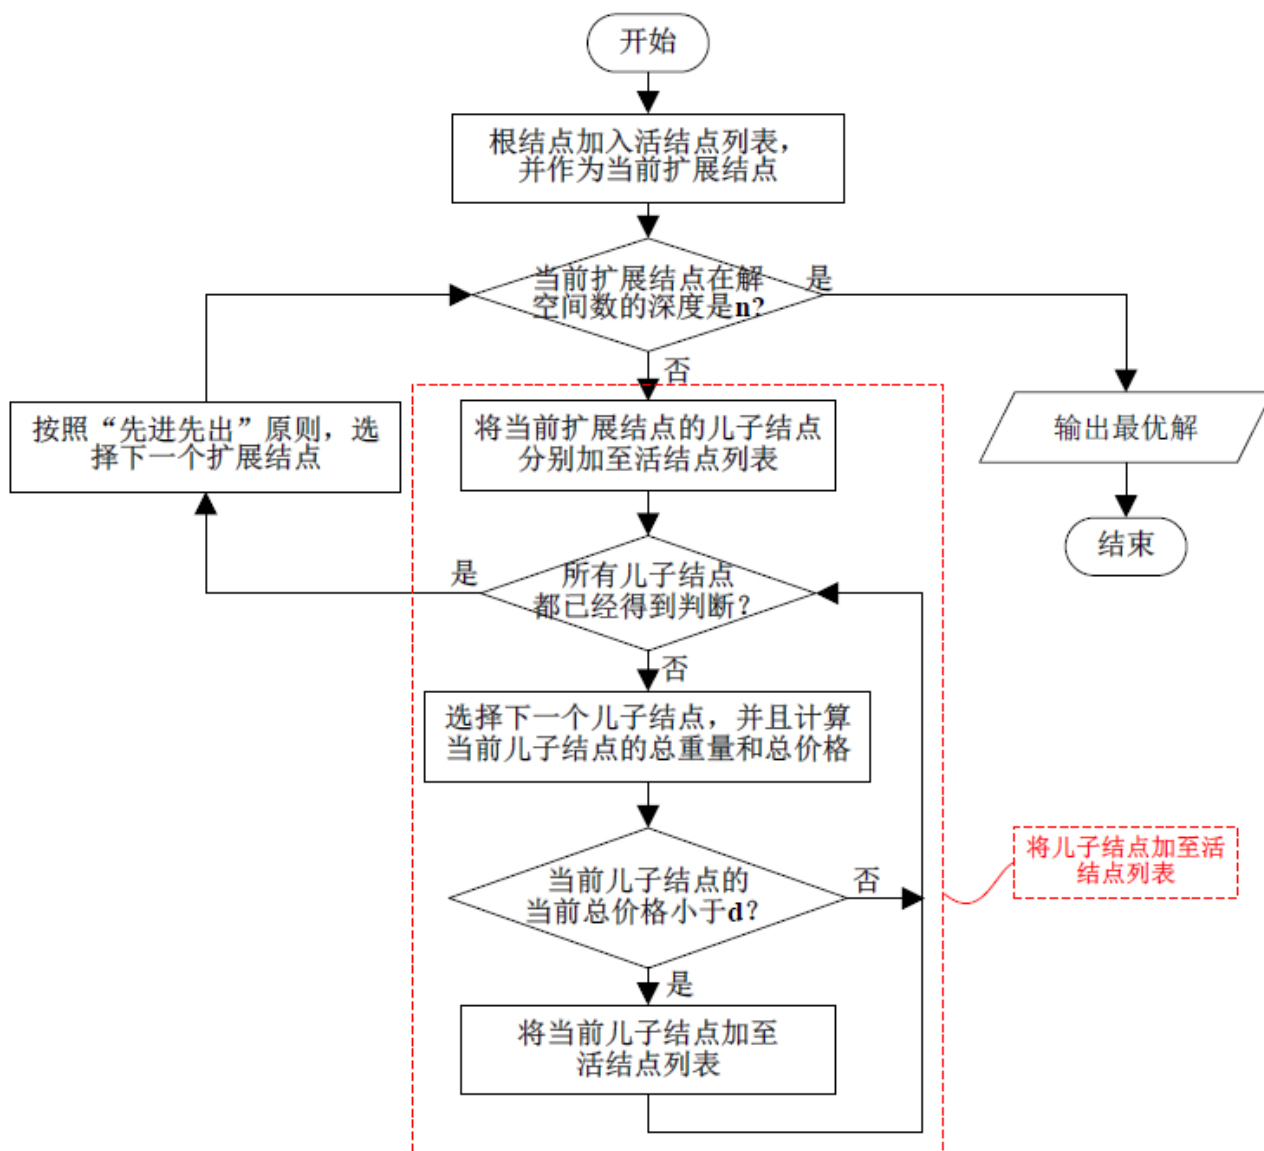 开始
根结点加入活结点列表，
并作为当前扩展结点
当前扩展结点在解
空间数的深度是n?
是
否
按照“先进先出”原则，选
择下一个扩展结点
将当前扩展结点的儿子结点
分别加至活结点列表
输出最优解
结束
所有儿子结点
都已经得到判断？
是
否
选择下一个儿子结点，并且计算
当前儿子结点的总重量和总价格
当前儿子结点的
当前总价格小于d？
否
是
将当前儿子结点加至
活结点列表
将儿子结点加至活
结点列表